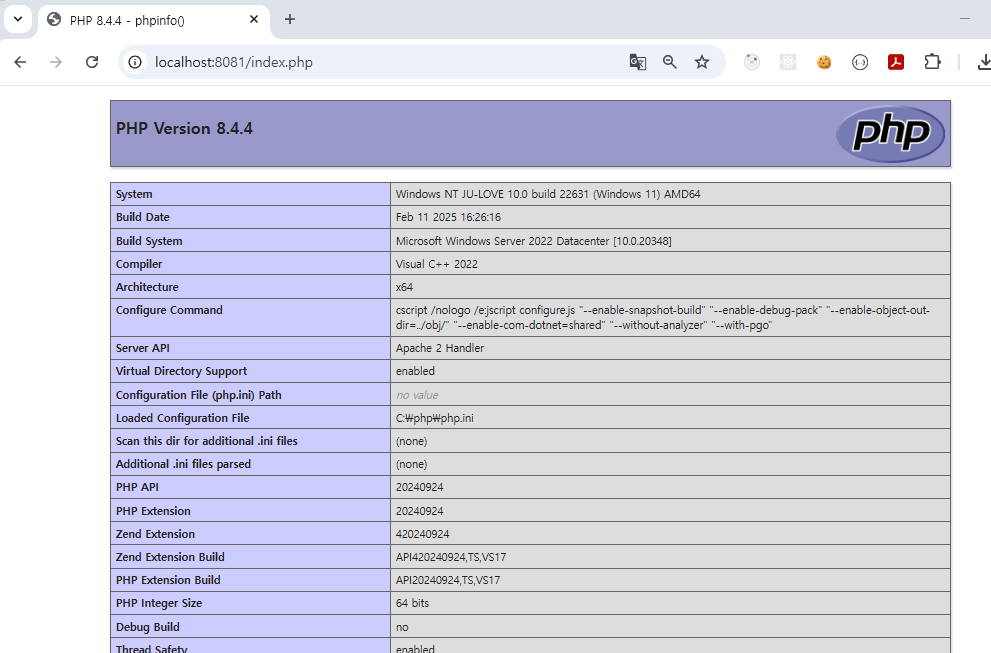 PHP 8.4.4 - phpinfo()
localhost:8081/index.php
PHP Version 8.4.4
php
System Windows NT JU-LOVE 10.0 build 22631 (Windows 11) AMD64
Build Date Feb 11 2025 16:26:16
Build System Microsoft Windows Server 2022 Datacenter [10.0.20348]
Compiler Visual C++ 2022
Architecture x64
Configure Command cscript /nologo /e:jscript configure.js "--enable-snapshot-build" "--enable-debug-pack" "--enable-object-out-
dir=../obj/" "--enable-com-dotnet=shared" "--without-analyzer" "--with-pgo"
Server API Apache 2 Handler
Virtual Directory Support enabled
Configuration File (php.ini) Path no value
Loaded Configuration File C:₩php₩php.ini
Scan this dir for additional .ini files (none)
Additional .ini files parsed (none)
PHP API 20240924
PHP Extension 20240924
Zend Extension 420240924
Zend Extension Build API420240924,TS,VS17
PHP Extension Build API20240924,TS,VS17
PHP Integer Size 64 bits
Debug Build no
Thread Safety enabled